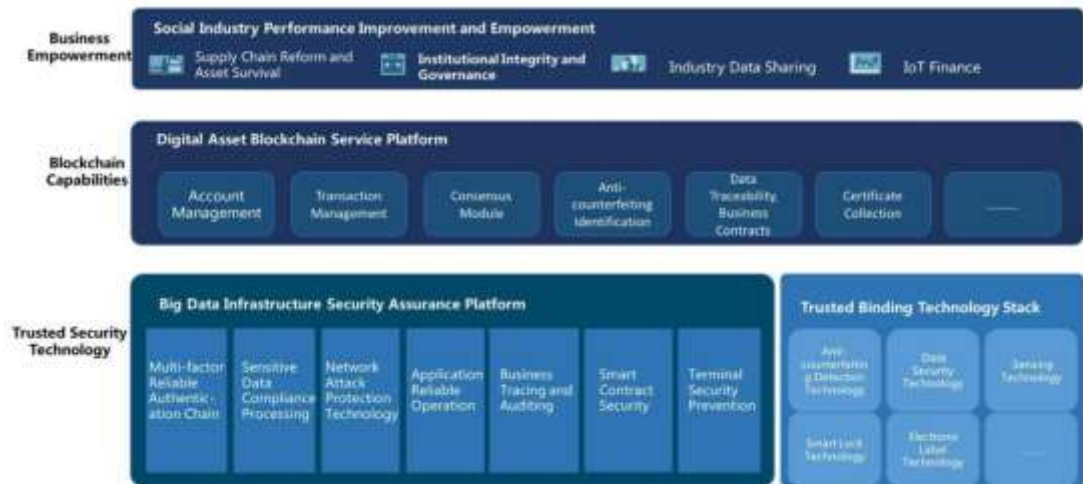 Business
Empowerment
Social Industry Performance Improvement and Empowerment
Supply Chain Reform and
Asset Survival
Institutional Integrity and
Governance
Industry Data Sharing
IoT Finance
Blockchain
Capabilities
Digital Asset Blockchain Service Platform
Account
Management
Transaction
Management
Consensus
Module
Anti-
counterfeiting
Identification
Data
Traceability,
Business
Contracts
Certificate
Collection
Trusted Security
Technology
Big Data Infrastructure Security Assurance Platform
Multi-factor
Reliable
Authentic-
ation Chain
Sensitive
Data
Compliance
Processing
Network
Attack
Protection
Technology
Application
Reliable
Operation
Business
Tracing and
Auditing
Smart
Contract
Security
Terminal
Security
Prevention
Trusted Binding Technology Stack
Anti-
counterfeitin
g Detection
Technology
Data
Security
Technology
Sensing
Technology
Smart Lock
Technology
Electronic
Label
Technology